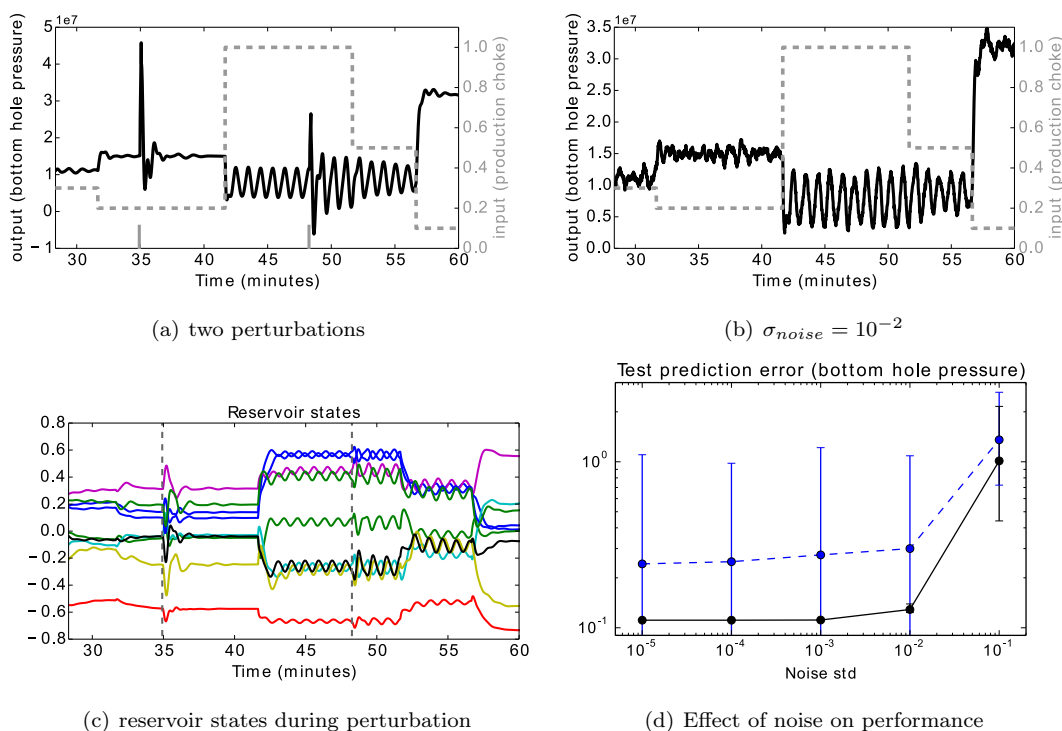 1e7
5
4
3
2
1
0
− 1
output (bottom hole pressure)
1.0
0.8
0.6
0.4
0.2
0.0
input (production choke)
30 35 40 45 50 55 60
Time (minutes)
(a) two perturbations
1e7
3.5
3.0
2.5
2.0
1.5
1.0
0.5
0.0
output (bottom hole pressure)
1.0
0.8
0.6
0.4
0.2
0.0
input (production choke)
30 35 40 45 50 55 60
Time (minutes)
(b) σnoise = 10−2
Reservoir states
0.8
0.6
0.4
0.2
0.0
− 0.2
− 0.4
− 0.6
− 0.8
30 35 40 45 50 55 60
Time (minutes)
(c) reservoir states during perturbation
Test prediction error (bottom hole pressure)
10^0
10^-1
10^-5 10^-4 10^-3 10^-2 10^-1
Noise std
(d) Effect of noise on performance